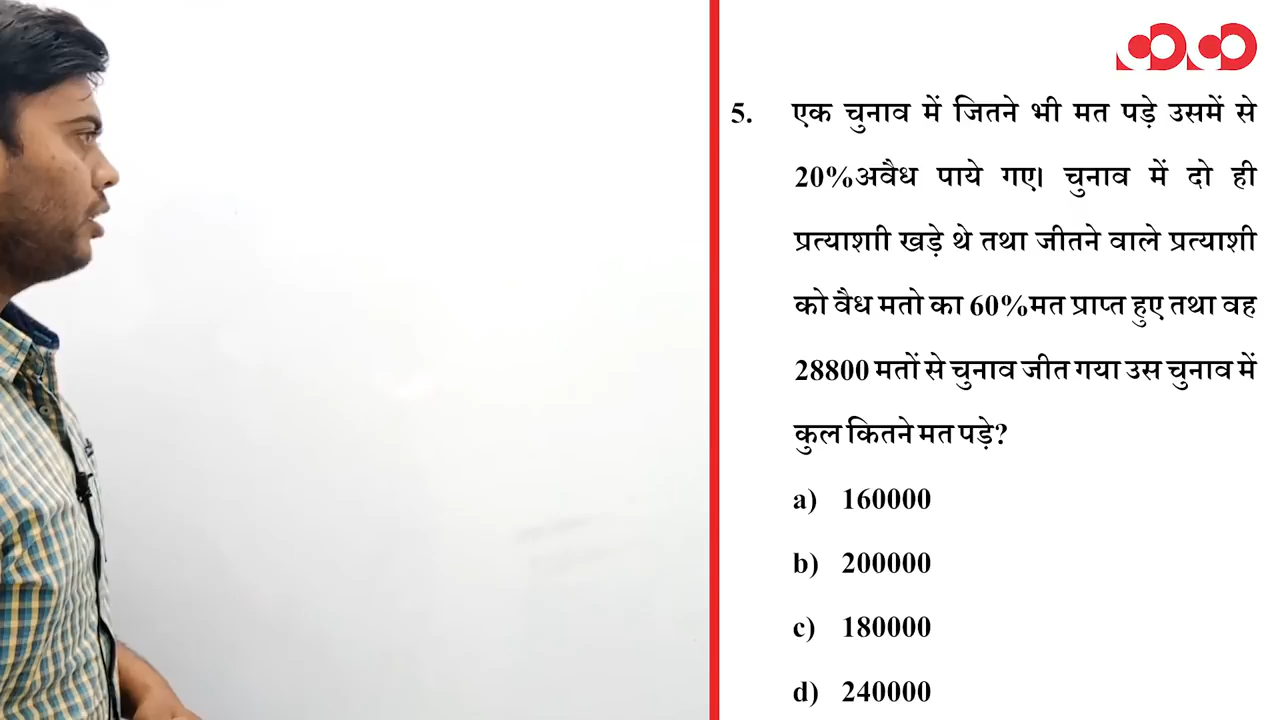 5. एक चुनाव में जितने भी मत पड़े उसमें से
20%अवैध पाये गए। चुनाव में दो ही
प्रत्याशाी खड़े थे तथा जीतने वाले प्रत्याशी
को वैध मतो का 60%मत प्राप्त हुए तथा वह
28800 मतों से चुनाव जीत गया उस चुनाव में
कुल कितने मत पड़े?
a) 160000
b) 200000
c) 180000
d) 240000